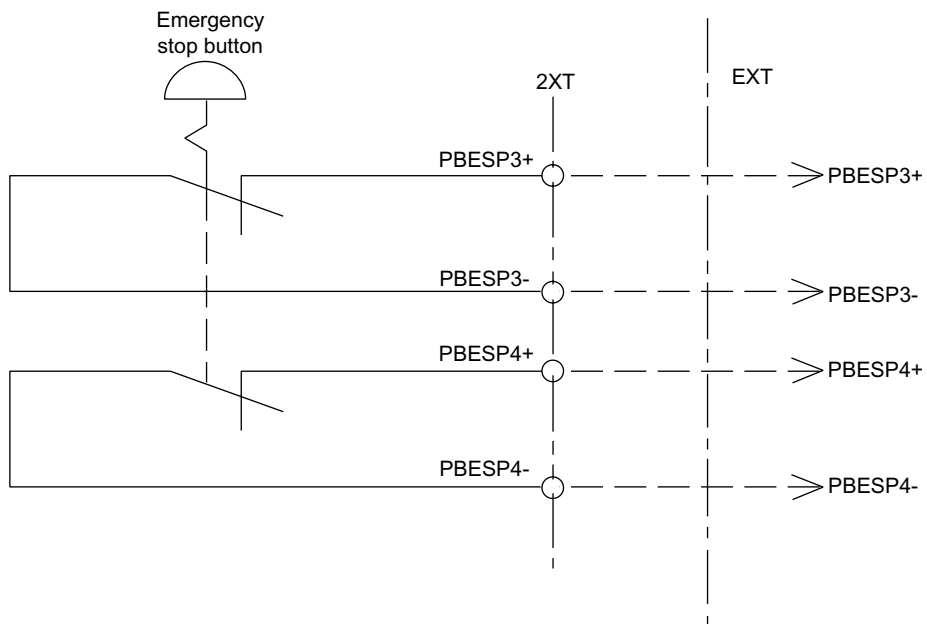 Emergency
stop button
2XT
EXT
PBESP3+
PBESP3+
PBESP3-
PBESP3-
PBESP4+
PBESP4+
PBESP4-
PBESP4-